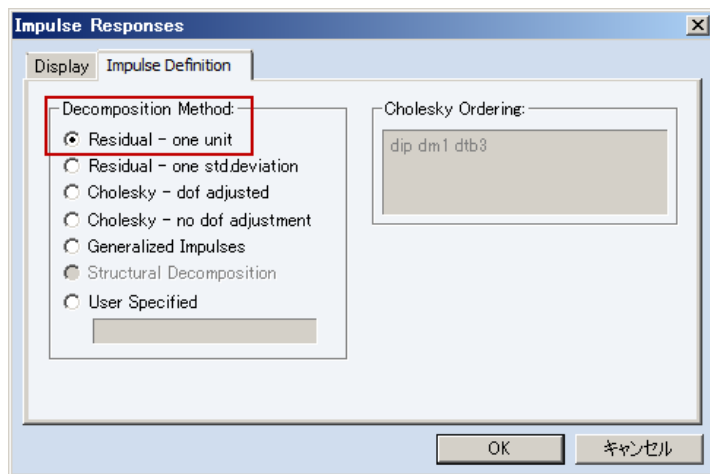 Impulse Responses
Display Impulse Definition
Decomposition Method:
Residual - one unit
Residual - one std.deviation
Cholesky - dof adjusted
Cholesky - no dof adjustment
Generalized Impulses
Structural Decomposition
User Specified
Cholesky Ordering:
dip dm1 dtb3
OK キャンセル